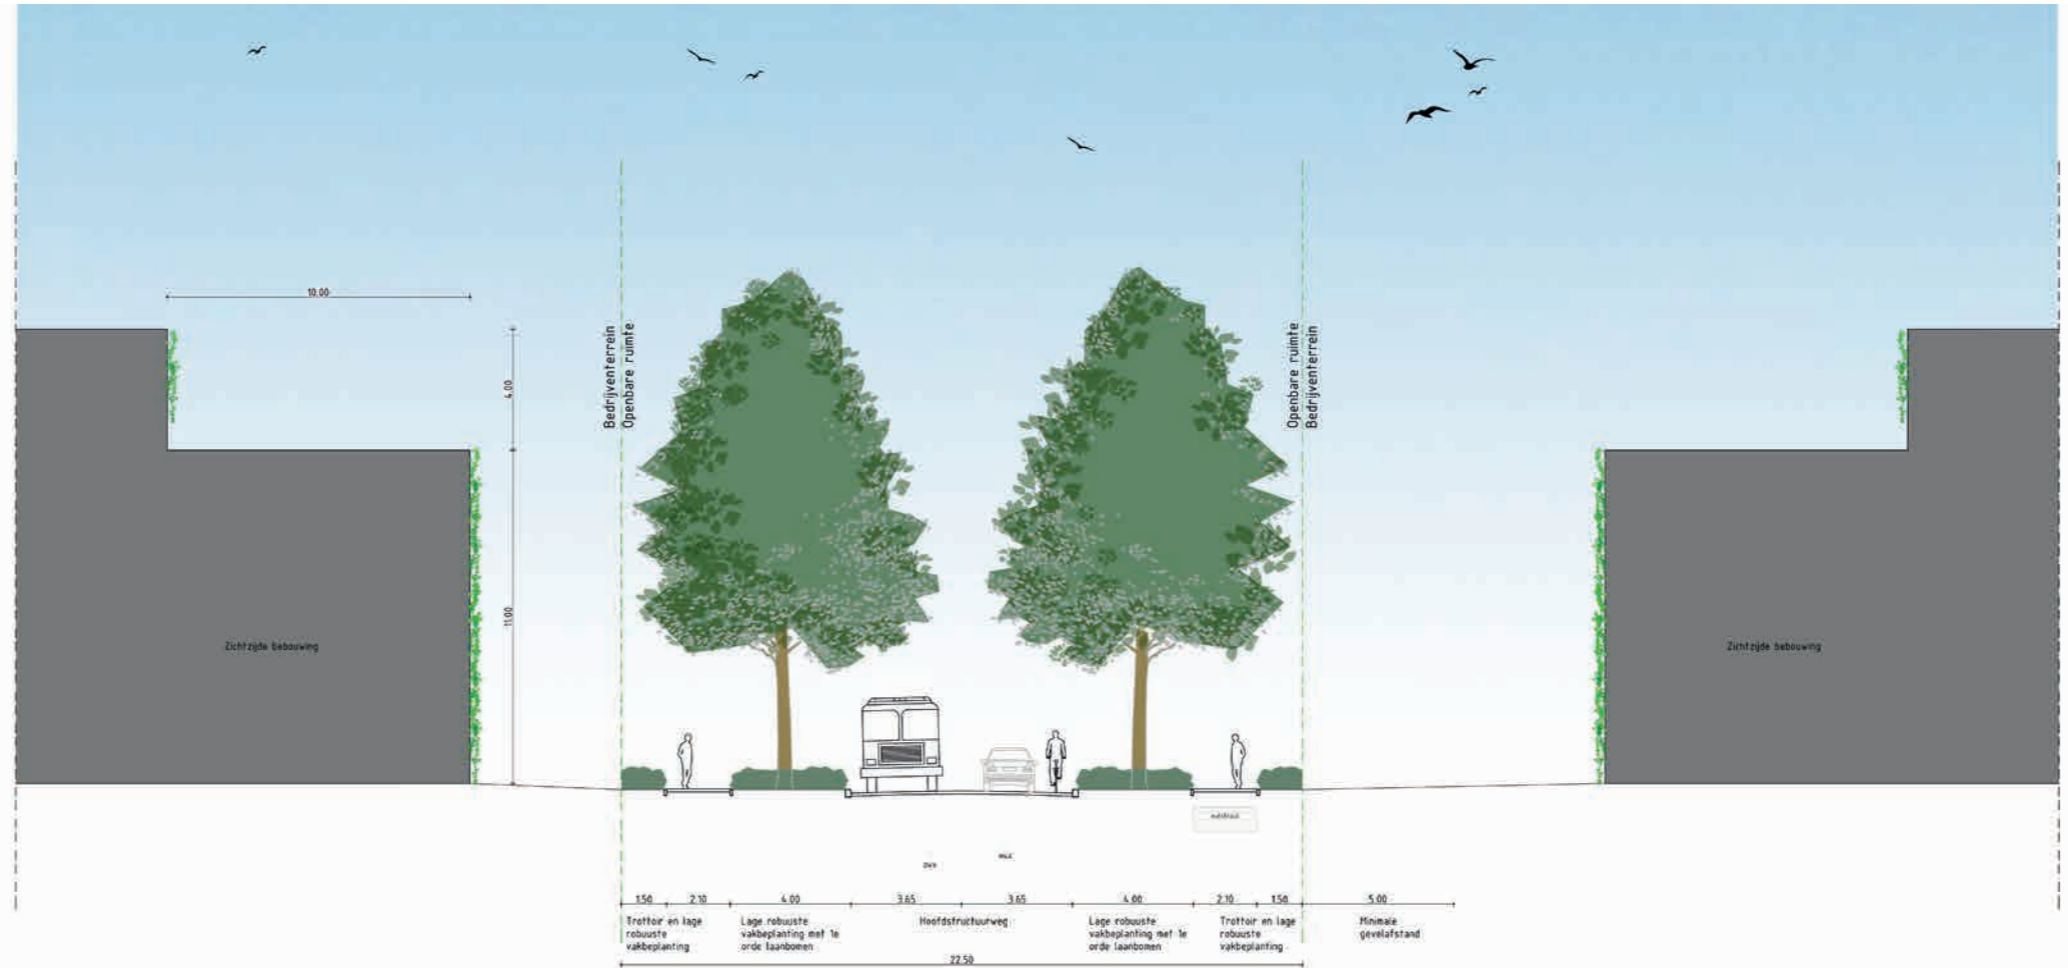 10.00
4.00
11.00
Bedrijventerrein
Openbare ruimte
Openbare ruimte
Bedrijventerrein
Zichtzijde bebouwing
Zichtzijde bebouwing
1.50 2.10 4.00 3.65 3.65 4.00 2.10 1.50 5.00
Trottoir en lage
robuuste
vakbeplanting
Lage robuuste
vakbeplanting met 1e
orde laanbomen
Hoofdstructuurweg
Lage robuuste
vakbeplanting met 1e
orde laanbomen
Trottoir en lage
robuuste
vakbeplanting
Minimale
gevelafstand
22.50